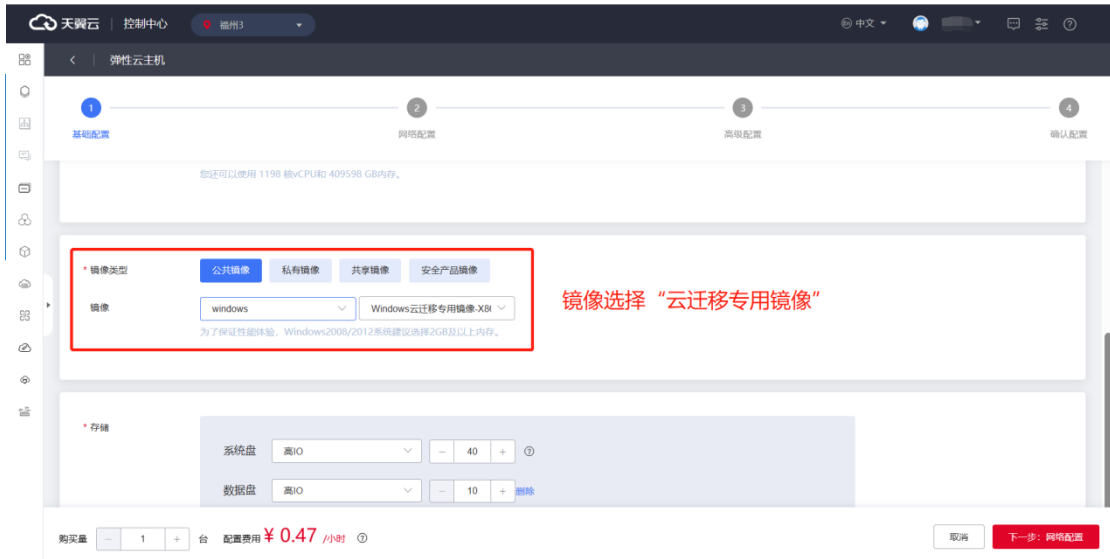 天翼云 控制中心 福州3 中文
弹性云主机
1 2 3 4
基础配置 网络配置 高级配置 确认配置
您还可以使用 1198 核vCPU和 409598 GB内存。
* 镜像类型 公共镜像 私有镜像 共享镜像 安全产品镜像
镜像 windows Windows云迁移专用镜像-X8
镜像选择“云迁移专用镜像”
为了保证性能体验，Windows2008/2012系统建议选择2GB及以上内存。
* 存储
系统盘 高IO − 40 +
数据盘 高IO − 10 + 删除
购买量 − 1 + 台 配置费用 ¥ 0.47 /小时 取消 下一步：网络配置